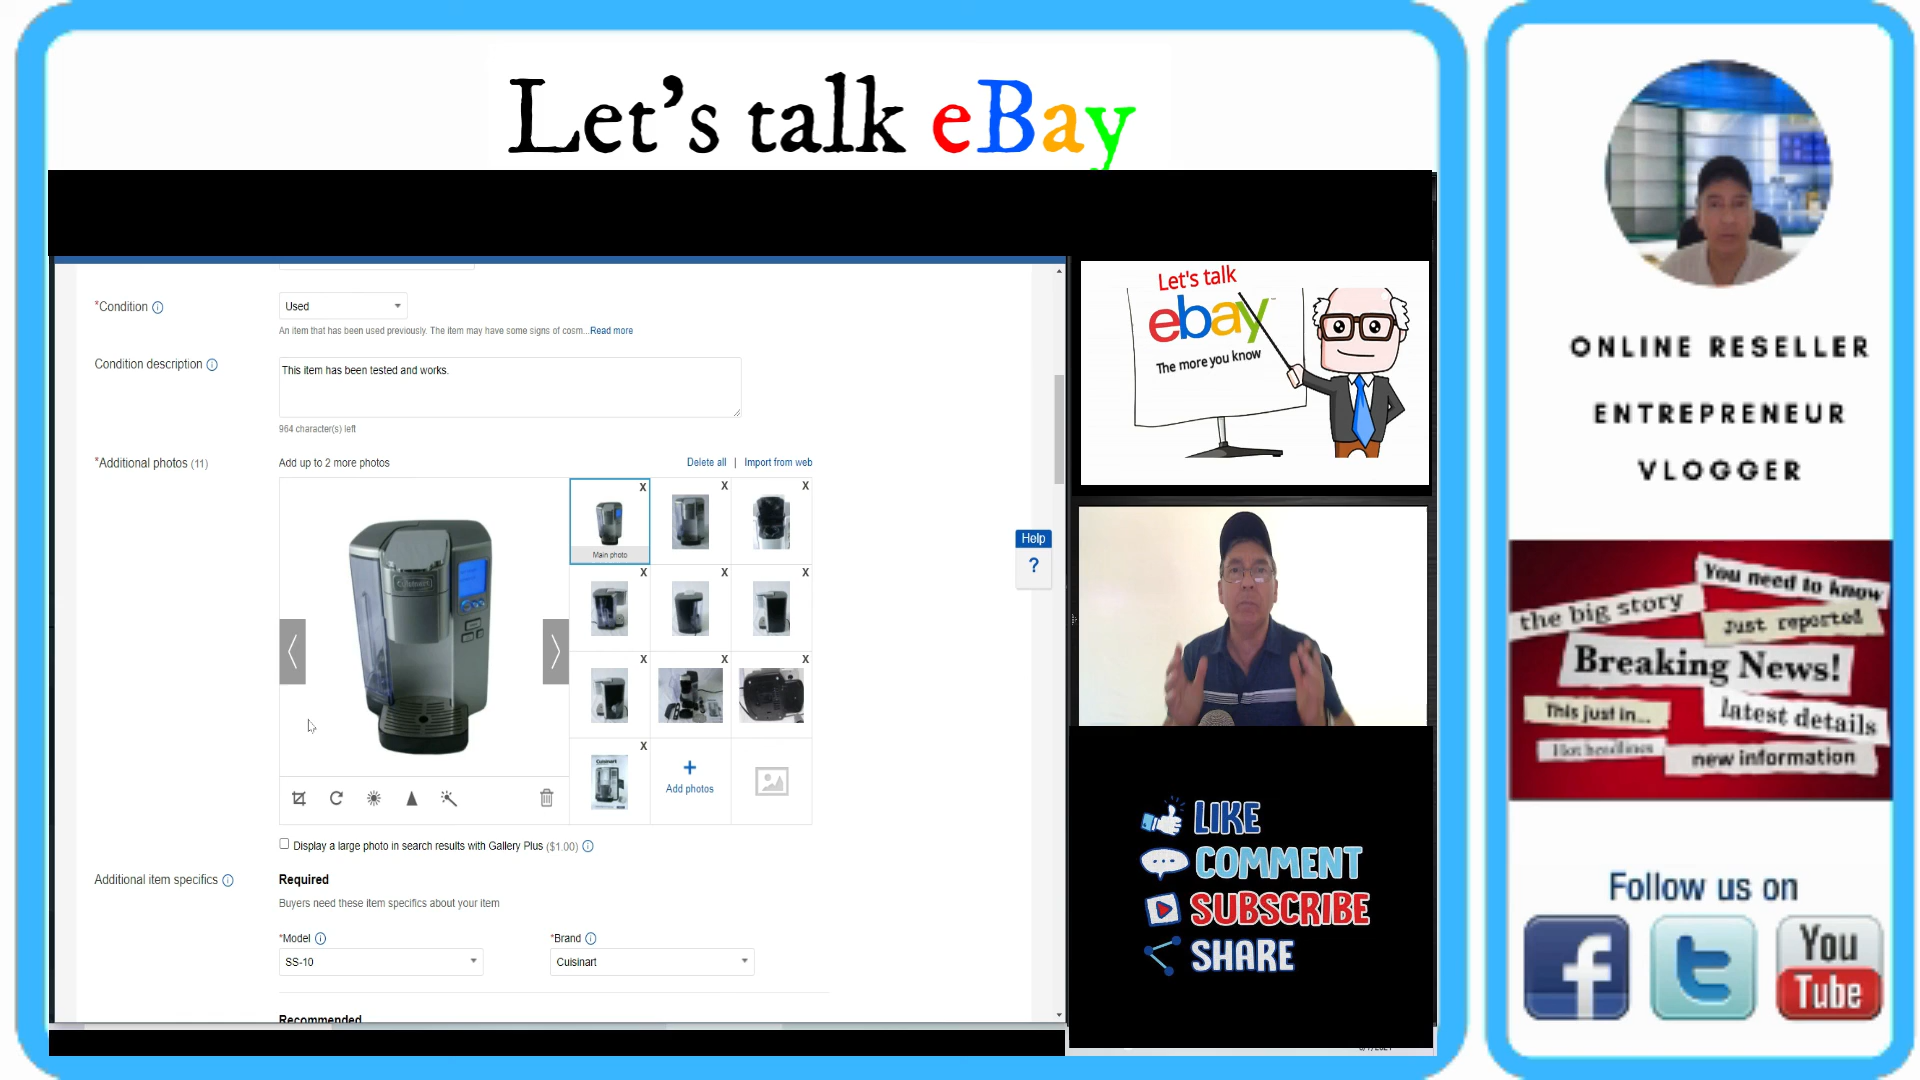 Let's talk eBay
*Condition
Used
An item that has been used previously. The item may have some signs of cosm...Read more
Condition description
This item has been tested and works.
964 character(s) left
*Additional photos (11)
Add up to 2 more photos
Delete all | Import from web
X
X
X
Main photo
X
X
X
X
X
X
X
Cuisinart
Cuisinart
+
Add photos
Display a large photo in search results with Gallery Plus ($1.00)
Additional item specifics
Required
Buyers need these item specifics about your item
*Model
*Brand
SS-10
Cuisinart
Recommended
Help
?
Let's talk
ebay
The more you know
LIKE
COMMENT
SUBSCRIBE
SHARE
ONLINE RESELLER
ENTREPRENEUR
VLOGGER
You need to know
the big story
Just reported
Breaking News!
This just in...
latest details
Hot headlines
new information
Follow us on
f
t
You
Tube